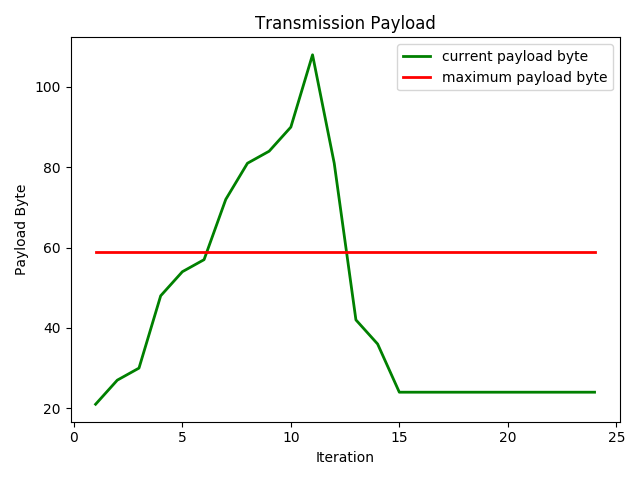 Transmission Payload
current payload byte
maximum payload byte
100
80
60
40
20
Payload Byte
0
5
10
15
20
25
Iteration